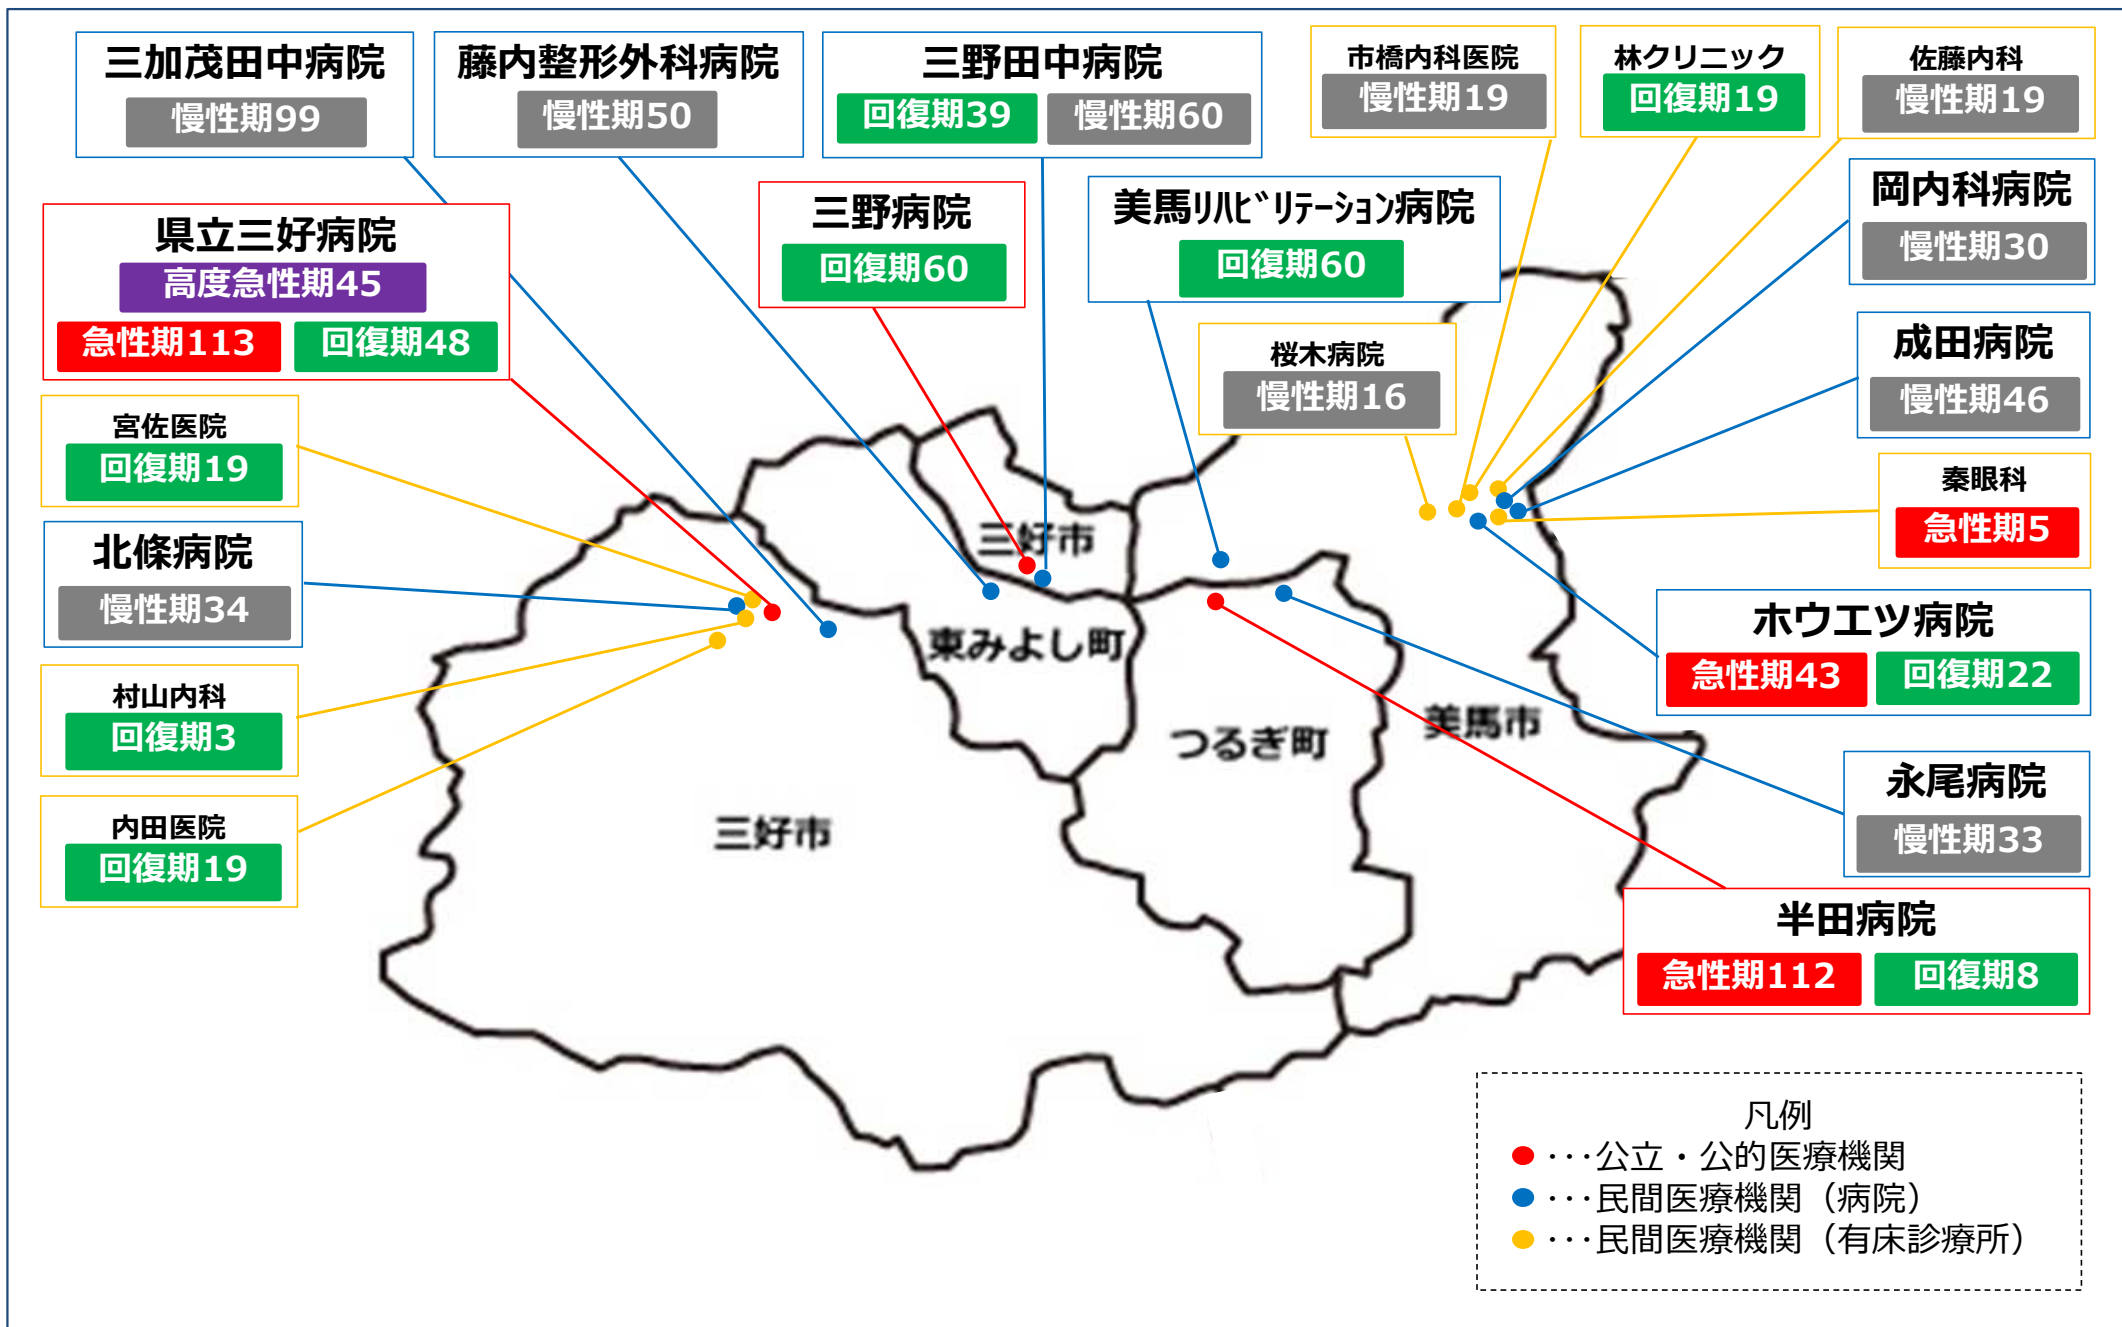 三加茂田中病院
慢性期99
藤内整形外科病院
慢性期50
三野田中病院
回復期39 慢性期60
市橋内科医院
慢性期19
林クリニック
回復期19
佐藤内科
慢性期19
県立三好病院
高度急性期45
急性期113 回復期48
三野病院
回復期60
美馬ﾘﾊﾋﾞﾘﾃｰｼｮﾝ病院
回復期60
岡内科病院
慢性期30
桜木病院
慢性期16
成田病院
慢性期46
宮佐医院
回復期19
秦眼科
急性期5
北條病院
慢性期34
ホウエツ病院
急性期43 回復期22
村山内科
回復期3
永尾病院
慢性期33
内田医院
回復期19
半田病院
急性期112 回復期8
三好市
東みよし町
つるぎ町
美馬市
三好市
凡例
●･･･公立・公的医療機関
●･･･民間医療機関（病院）
●･･･民間医療機関（有床診療所）